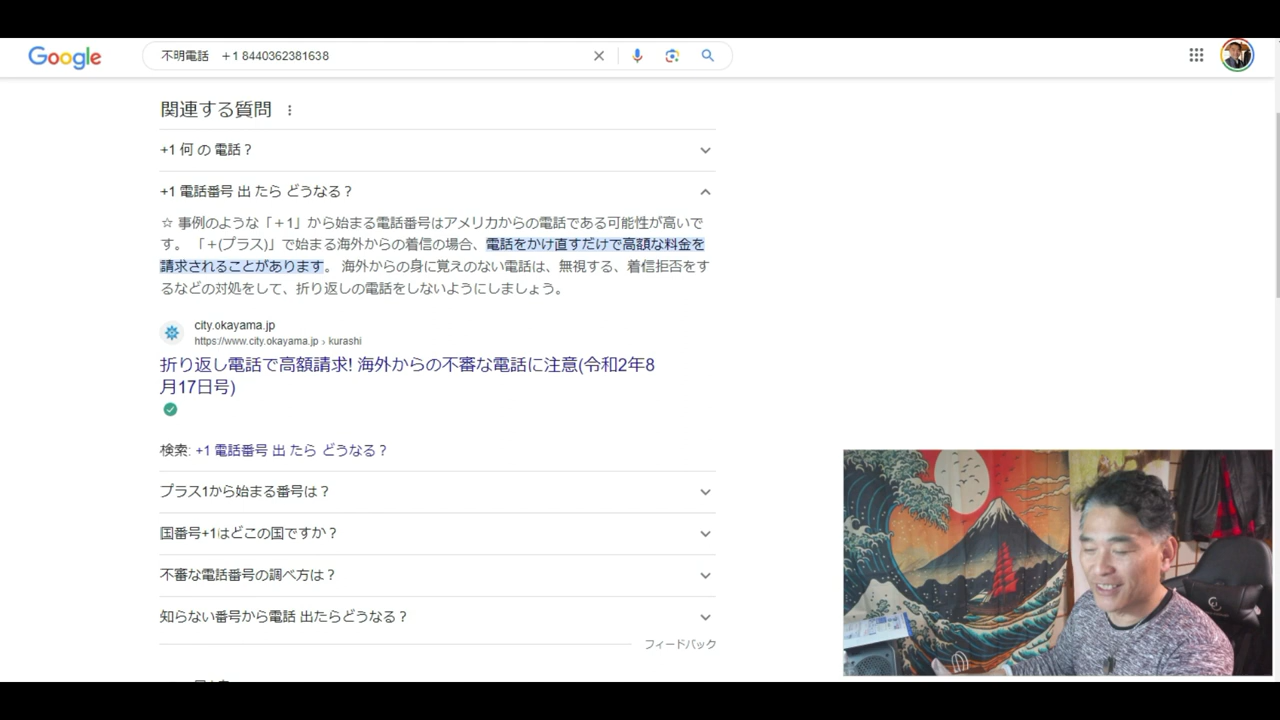 Google
不明電話 +1 8440362381638
関連する質問
+1 何 の 電話？
+1 電話番号 出 たら どうなる？
☆ 事例のような「+1」から始まる電話番号はアメリカからの電話である可能性が高いで
す。 「+(プラス)」で始まる海外からの着信の場合、電話をかけ直すだけで高額な料金を
請求されることがあります。 海外からの身に覚えのない電話は、無視する、着信拒否をす
るなどの対処をして、折り返しの電話をしないようにしましょう。
city.okayama.jp
https://www.city.okayama.jp › kurashi
折り返し電話で高額請求! 海外からの不審な電話に注意(令和2年8
月17日号)
検索: +1 電話番号 出 たら どうなる？
プラス1から始まる番号は？
国番号+1はどこの国ですか？
不審な電話番号の調べ方は？
知らない番号から電話 出たらどうなる？
フィードバック